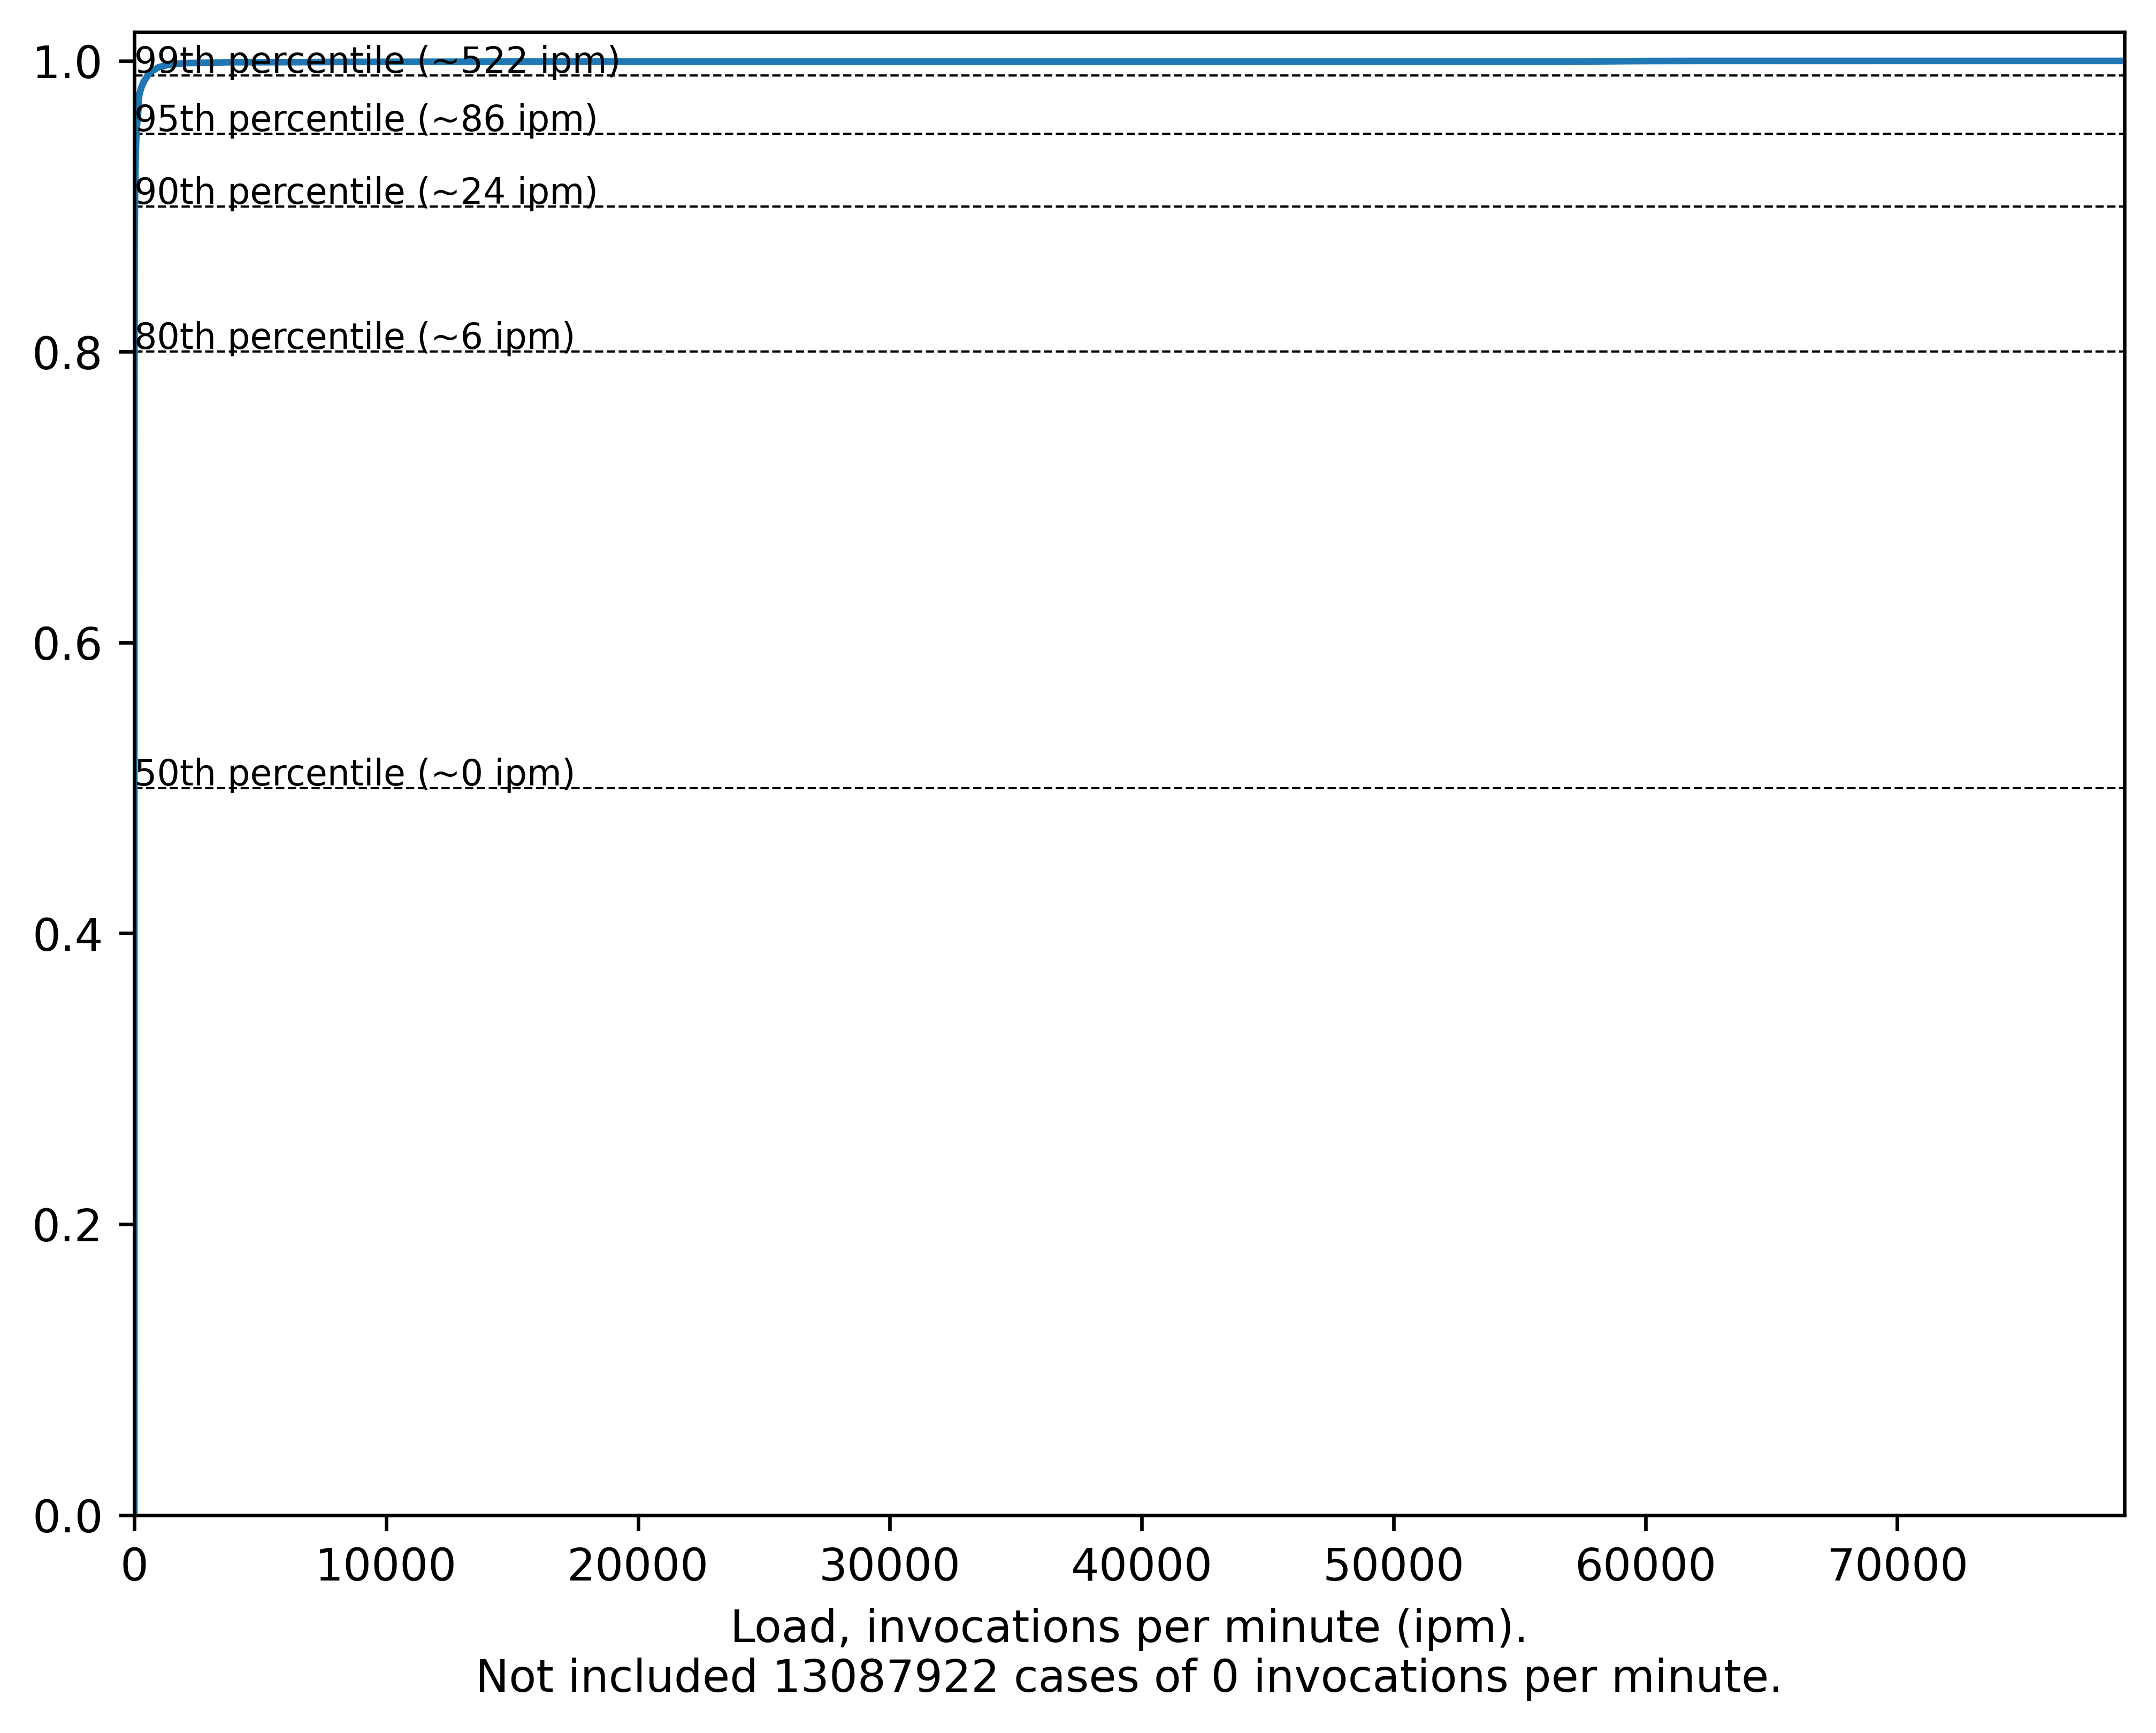 1.0
99th percentile (~522 ipm)
95th percentile (~86 ipm)
90th percentile (~24 ipm)
0.8
80th percentile (~6 ipm)
0.6
50th percentile (~0 ipm)
0.4
0.2
0.0
0 10000 20000 30000 40000 50000 60000 70000
Load, invocations per minute (ipm).
Not included 13087922 cases of 0 invocations per minute.